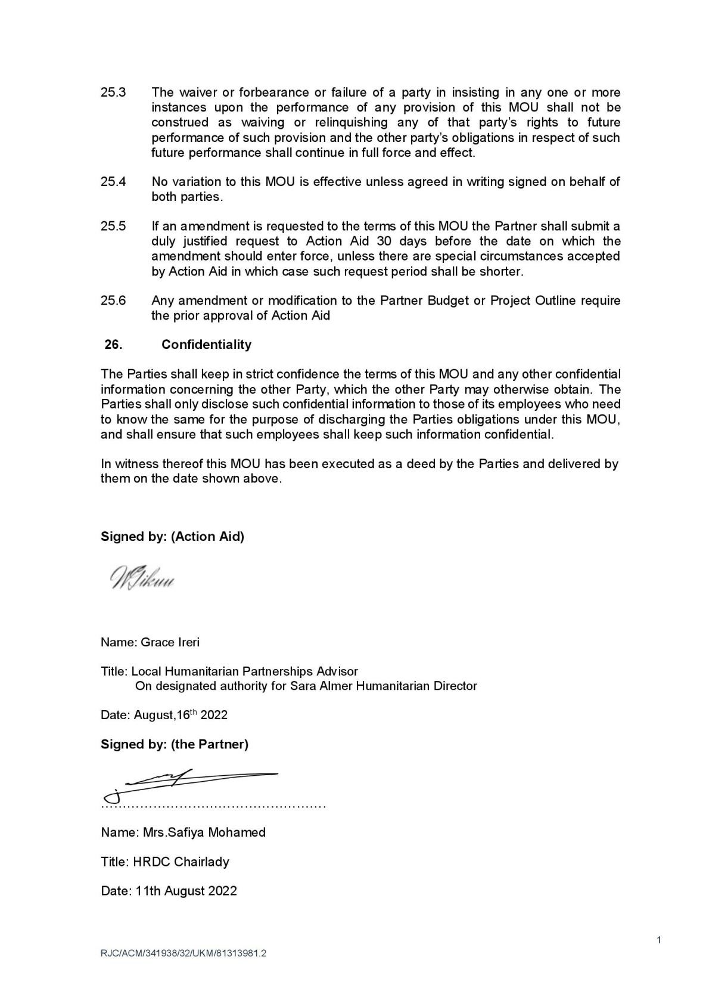 25.3 The waiver or forbearance or failure of a party in insisting in any one or more
instances upon the performance of any provision of this MOU shall not be
construed as waiving or relinquishing any of that party’s rights to future
performance of such provision and the other party’s obligations in respect of such
future performance shall continue in full force and effect.
25.4 No variation to this MOU is effective unless agreed in writing signed on behalf of
both parties.
25.5 If an amendment is requested to the terms of this MOU the Partner shall submit a
duly justified request to Action Aid 30 days before the date on which the
amendment should enter force, unless there are special circumstances accepted
by Action Aid in which case such request period shall be shorter.
25.6 Any amendment or modification to the Partner Budget or Project Outline require
the prior approval of Action Aid
26. Confidentiality
The Parties shall keep in strict confidence the terms of this MOU and any other confidential
information concerning the other Party, which the other Party may otherwise obtain. The
Parties shall only disclose such confidential information to those of its employees who need
to know the same for the purpose of discharging the Parties obligations under this MOU,
and shall ensure that such employees shall keep such information confidential.
In witness thereof this MOU has been executed as a deed by the Parties and delivered by
them on the date shown above.
Signed by: (Action Aid)
Name: Grace Ireri
Title: Local Humanitarian Partnerships Advisor
On designated authority for Sara Almer Humanitarian Director
Date: August,16th 2022
Signed by: (the Partner)
Name: Mrs.Safiya Mohamed
Title: HRDC Chairlady
Date: 11th August 2022
1
RJC/ACM/341938/32/UKM/81313981.2